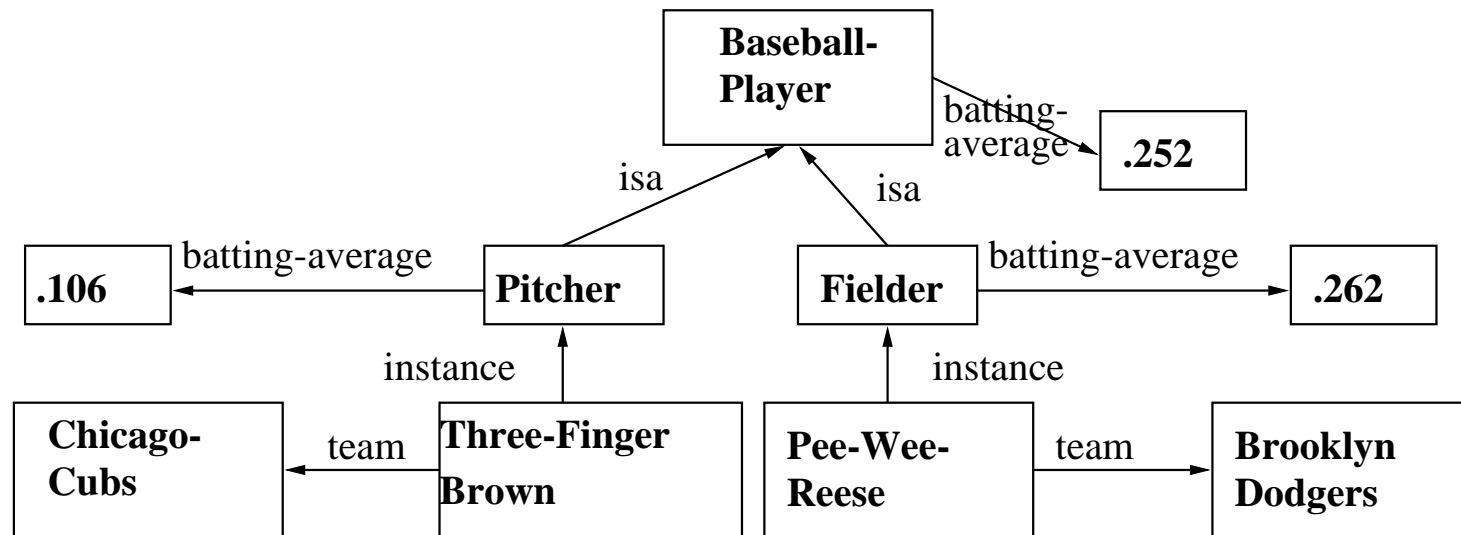 Baseball-
Player
batting-
average
.252
isa
isa
.106
batting-average
Pitcher
Fielder
batting-average
.262
instance
instance
Chicago-
Cubs
team
Three-Finger
Brown
Pee-Wee-
Reese
team
Brooklyn
Dodgers